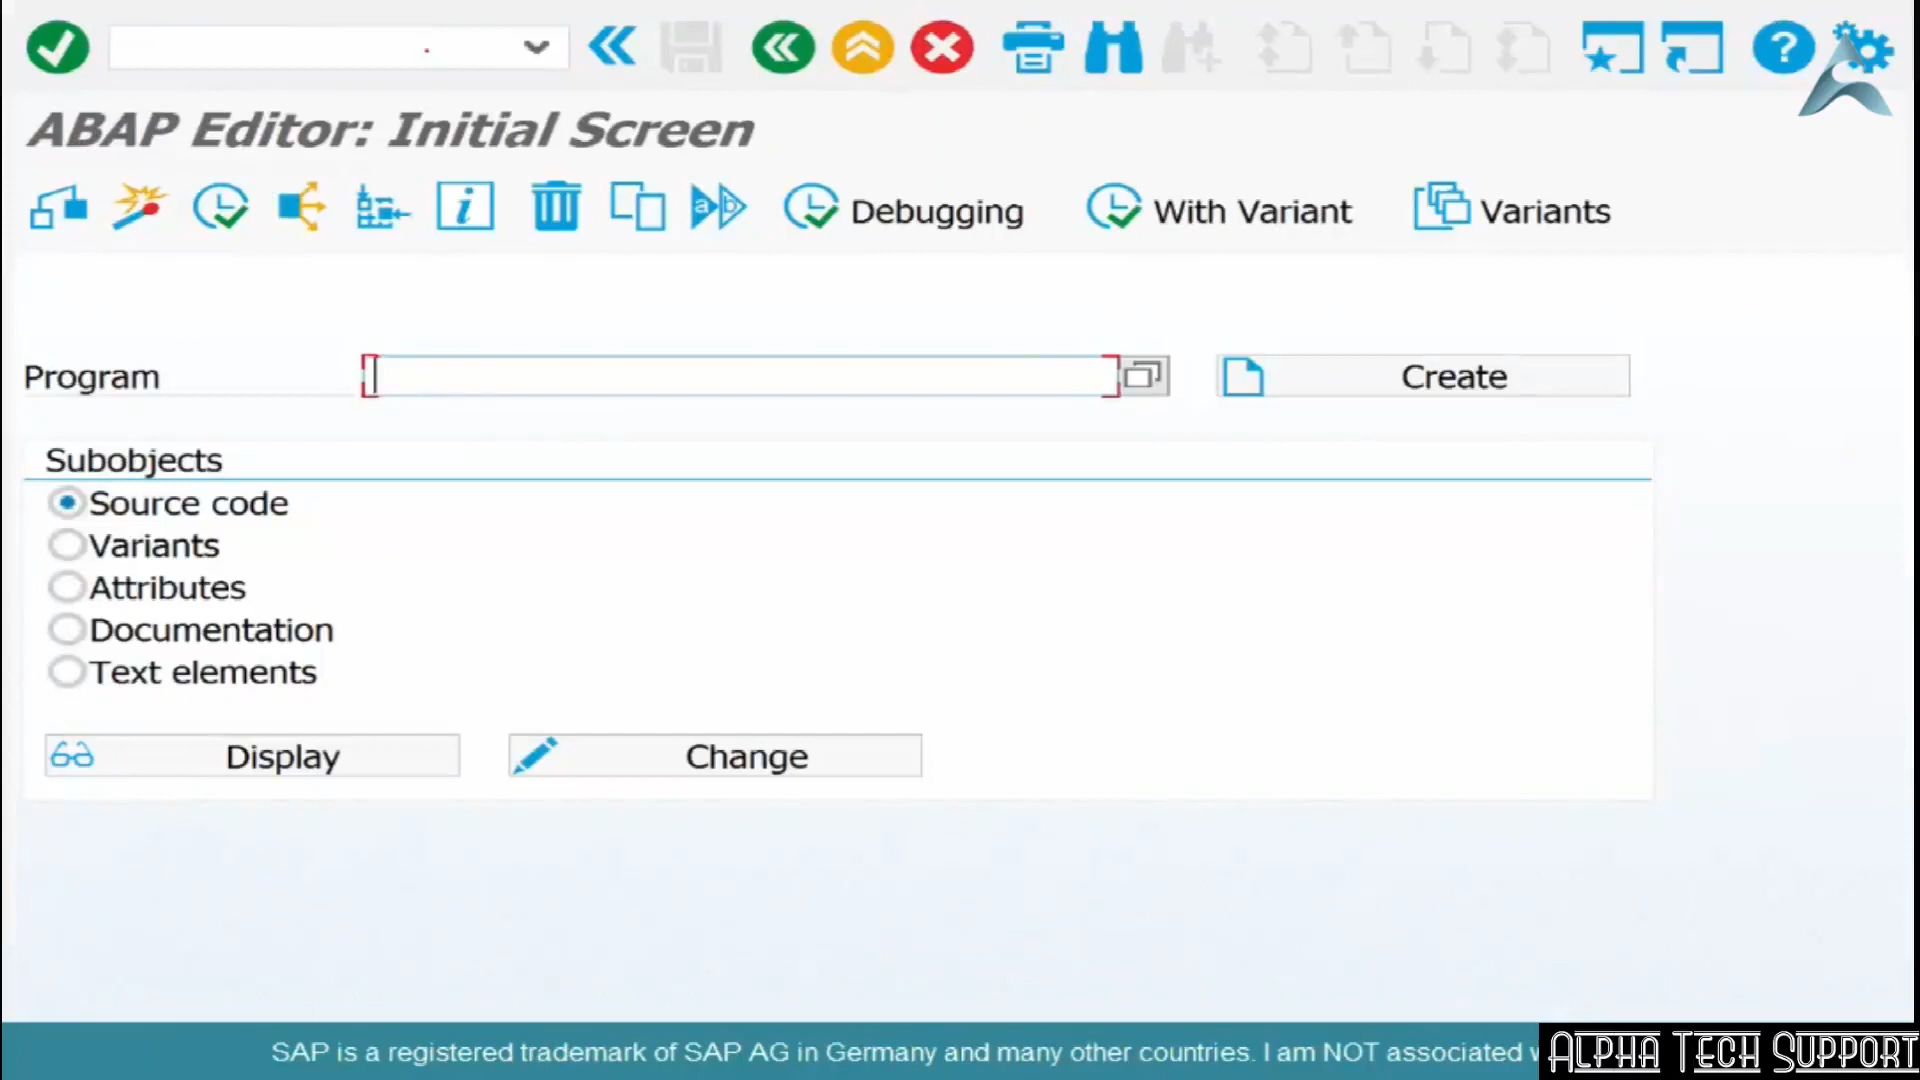 ABAP Editor: Initial Screen
Debugging With Variant Variants
Program Create
Subobjects
Source code
Variants
Attributes
Documentation
Text elements
Display Change
SAP is a registered trademark of SAP AG in Germany and many other countries. I am NOT associated
Alpha Tech Support